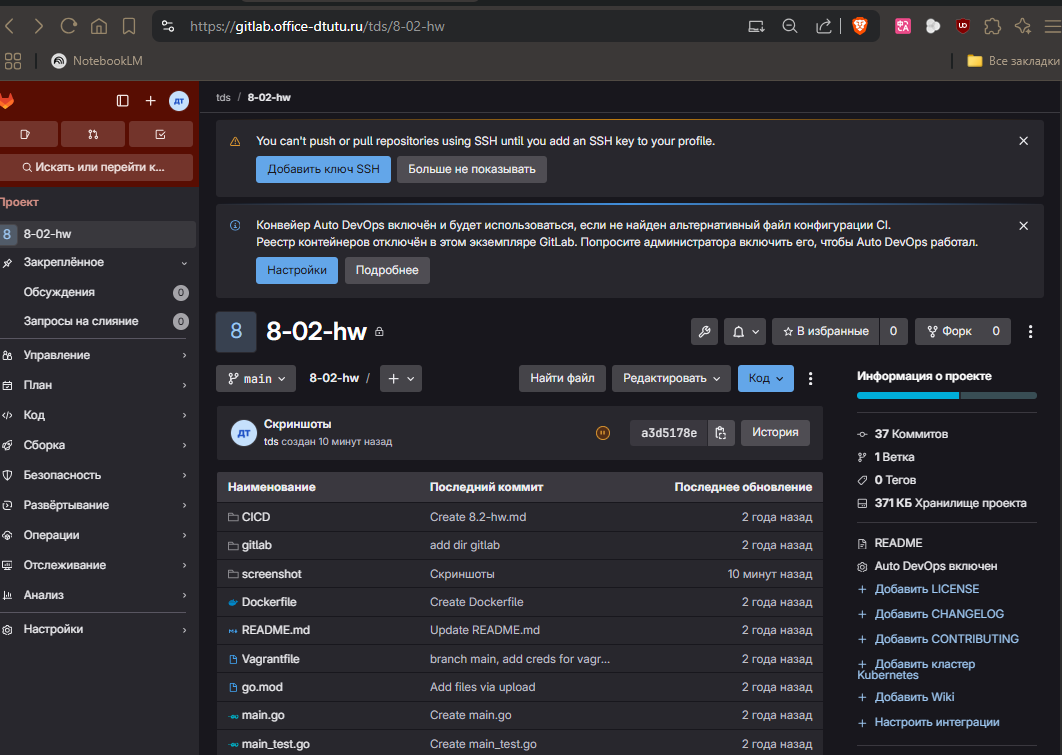 https://gitlab.office-dtutu.ru/tds/8-02-hw
NotebookLM
Все закладки
ДТ
Искать или перейти к...
Проект
8 8-02-hw
Закреплённое
Обсуждения 0
Запросы на слияние 0
Управление
План
Код
Сборка
Безопасность
Развёртывание
Операции
Отслеживание
Анализ
Настройки
tds / 8-02-hw
You can't push or pull repositories using SSH until you add an SSH key to your profile.
Добавить ключ SSH Больше не показывать
Конвейер Auto DevOps включён и будет использоваться, если не найден альтернативный файл конфигурации CI.
Реестр контейнеров отключён в этом экземпляре GitLab. Попросите администратора включить его, чтобы Auto DevOps работал.
Настройки Подробнее
8 8-02-hw
В избранные 0 Форк 0
main 8-02-hw / + Найти файл Редактировать Код
ДТ Скриншоты
tds создан 10 минут назад
a3d5178e История
Наименование Последний коммит Последнее обновление
CICD Create 8.2-hw.md 2 года назад
gitlab add dir gitlab 2 года назад
screenshot Скриншоты 10 минут назад
Dockerfile Create Dockerfile 2 года назад
README.md Update README.md 2 года назад
Vagrantfile branch main, add creds for vagr... 2 года назад
go.mod Add files via upload 2 года назад
main.go Create main.go 2 года назад
main_test.go Create main_test.go 2 года назад
Информация о проекте
37 Коммитов
1 Ветка
0 Тегов
371 КБ Хранилище проекта
README
Auto DevOps включен
+ Добавить LICENSE
+ Добавить CHANGELOG
+ Добавить CONTRIBUTING
+ Добавить кластер
Kubernetes
+ Добавить Wiki
+ Настроить интеграции